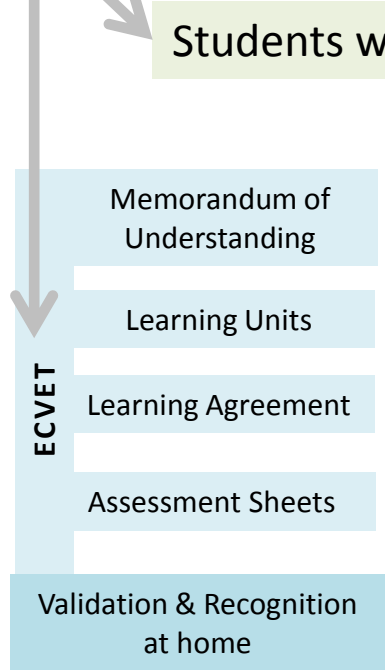 Students w
Memorandum of
Understanding
Learning Units
ECVET
Learning Agreement
Assessment Sheets
Validation & Recognition
at home